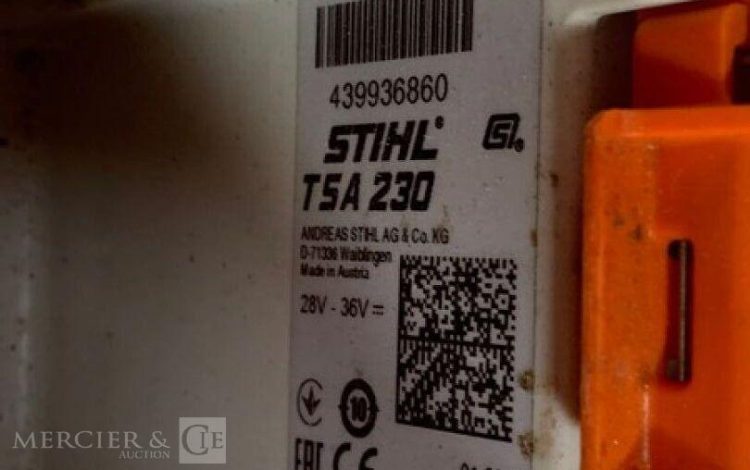 439936860
STIHL
TSA 230
ANDREAS STIHL AG & Co. KG
D-71336 Waiblingen
Made in Austria
28V - 36V
10
EAC CE
MERCIER & CIE
AUCTION